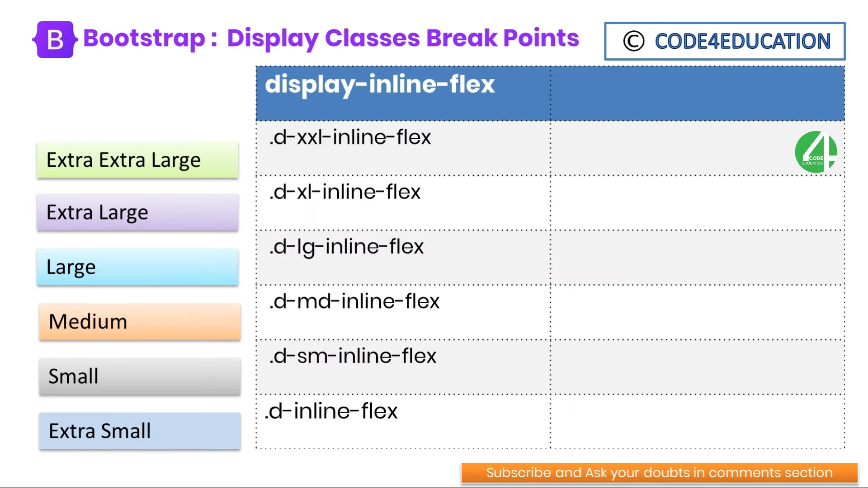 B Bootstrap : Display Classes Break Points
© CODE4EDUCATION
display-inline-flex
Extra Extra Large
.d-xxl-inline-flex
4
CODE
Extra Large
.d-xl-inline-flex
Large
.d-lg-inline-flex
Medium
.d-md-inline-flex
Small
.d-sm-inline-flex
Extra Small
.d-inline-flex
Subscribe and Ask your doubts in comments section